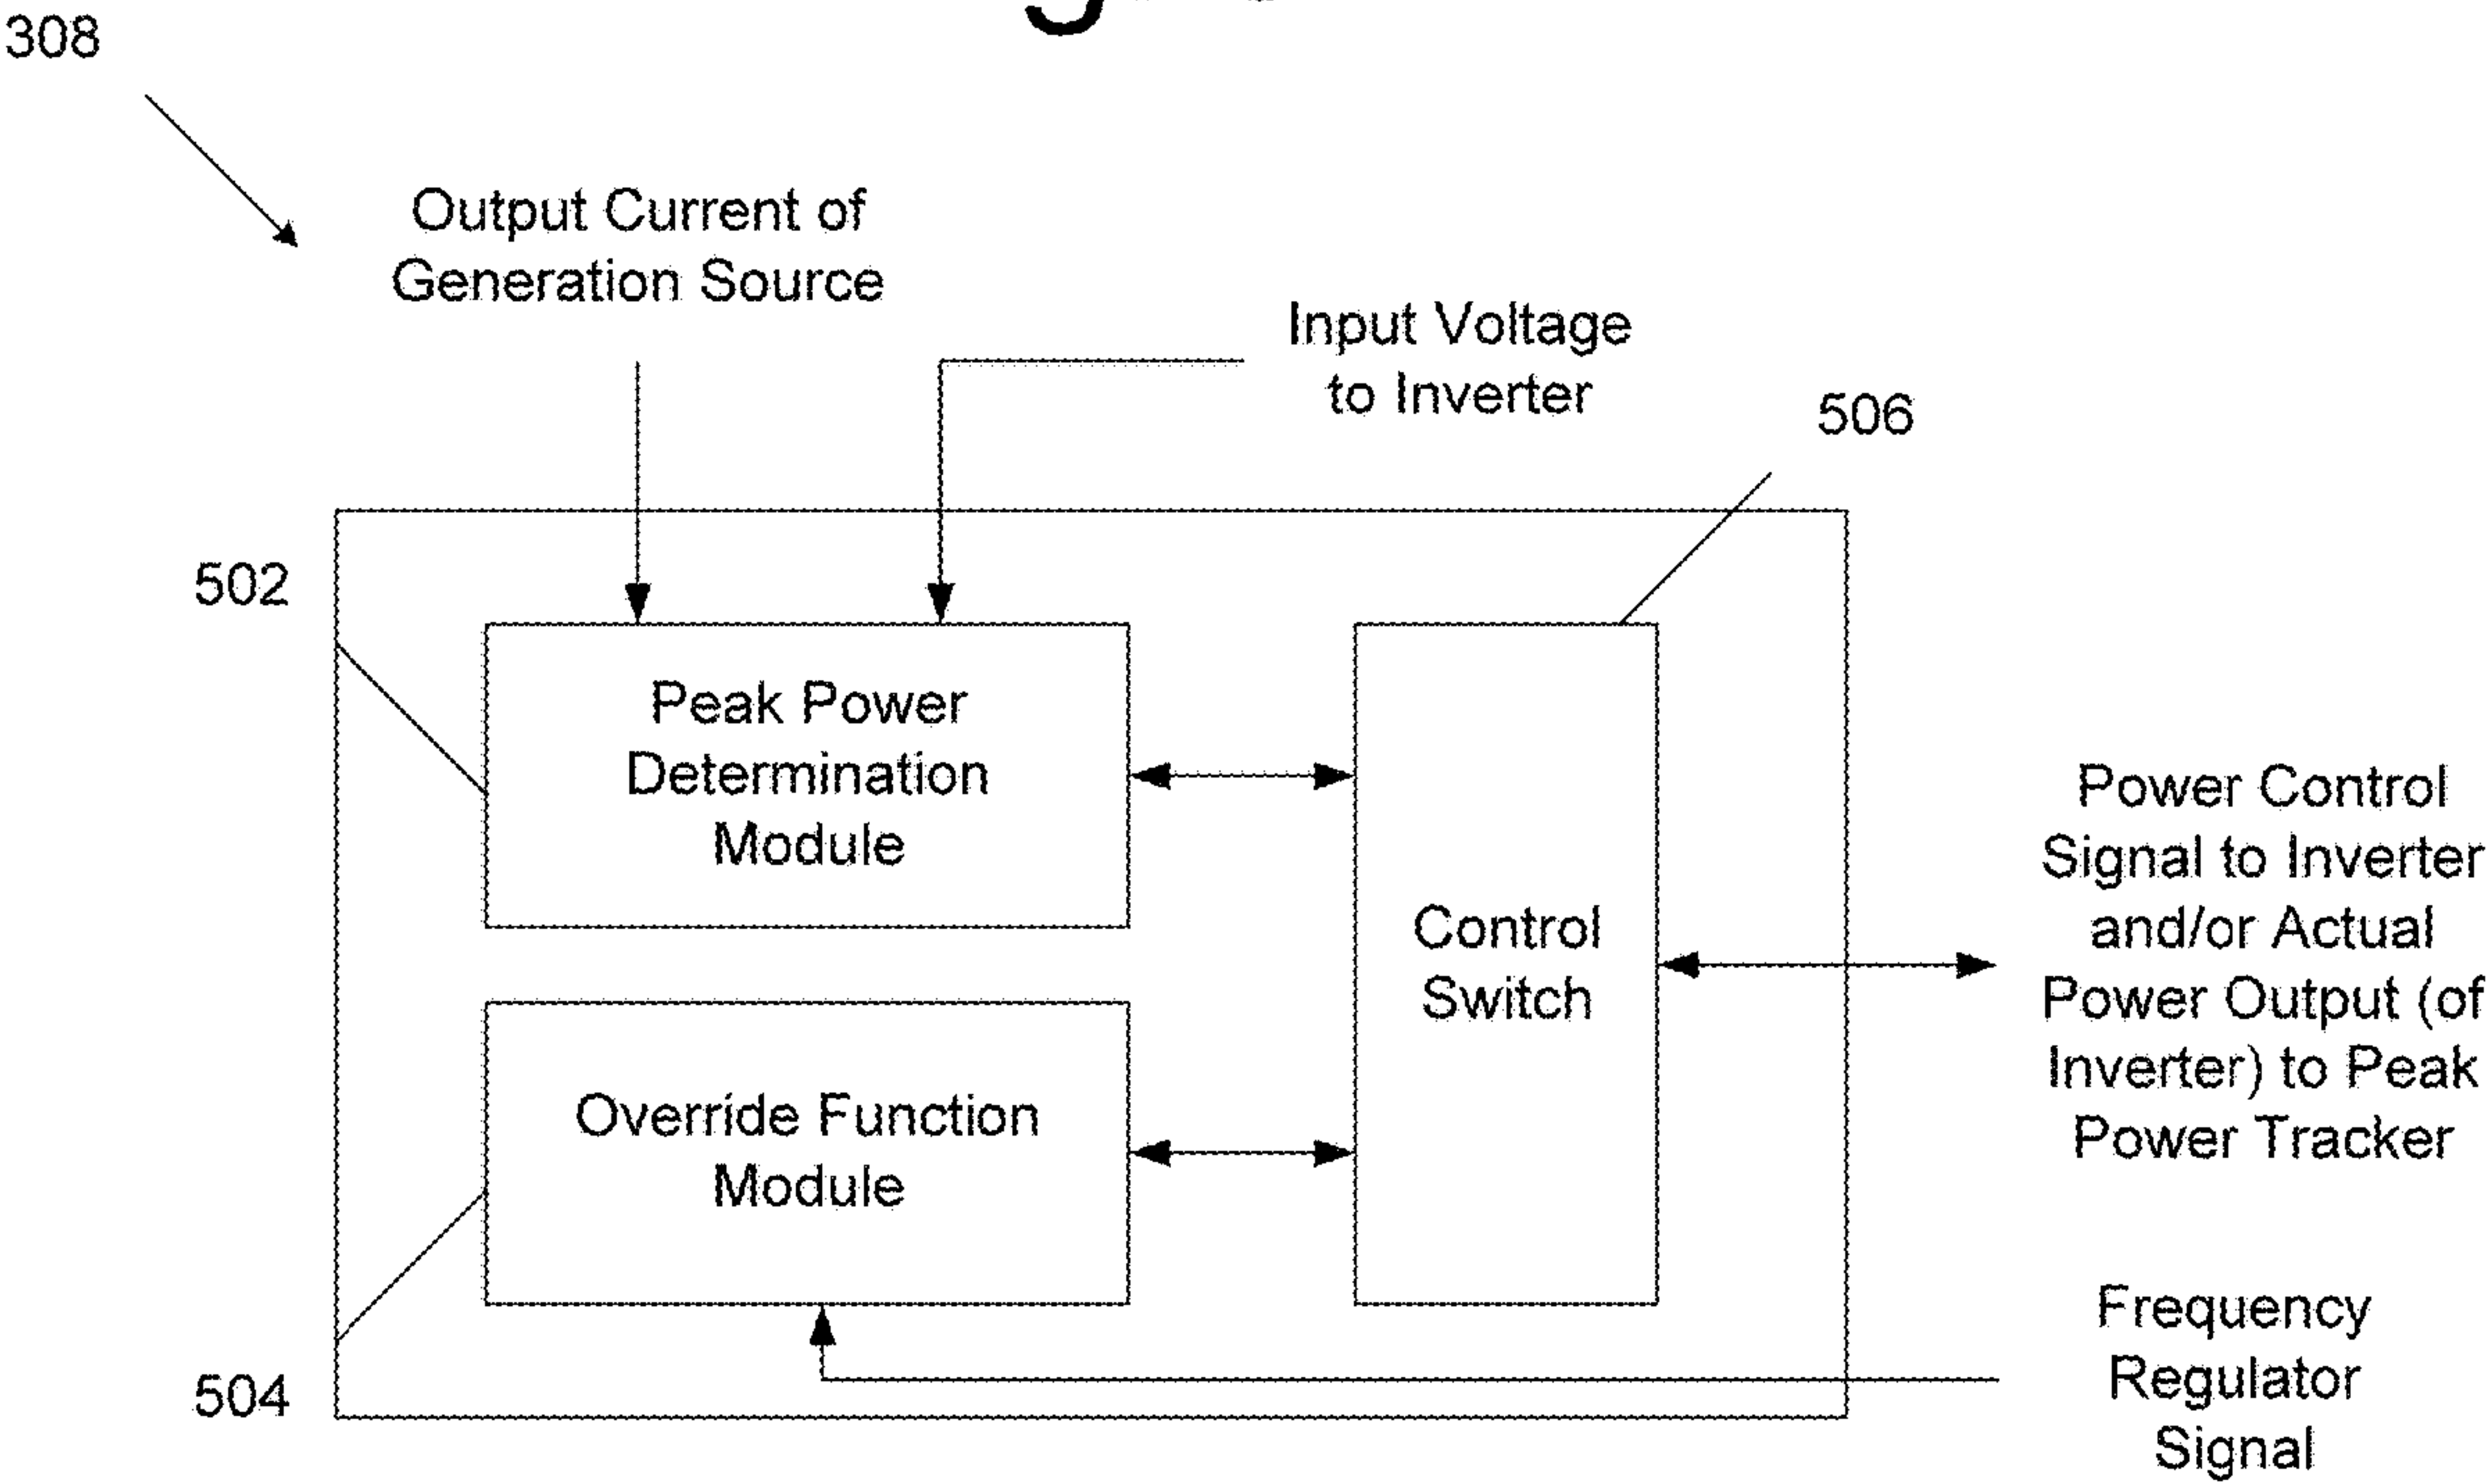 308
Output Current of
Generation Source
Input Voltage
to Inverter
506
502
Peak Power
Determination
Module
Control
Switch
Power Control
Signal to Inverter
and/or Actual
Power Output (of
Inverter) to Peak
Power Tracker
Override Function
Module
504
Frequency
Regulator
Signal